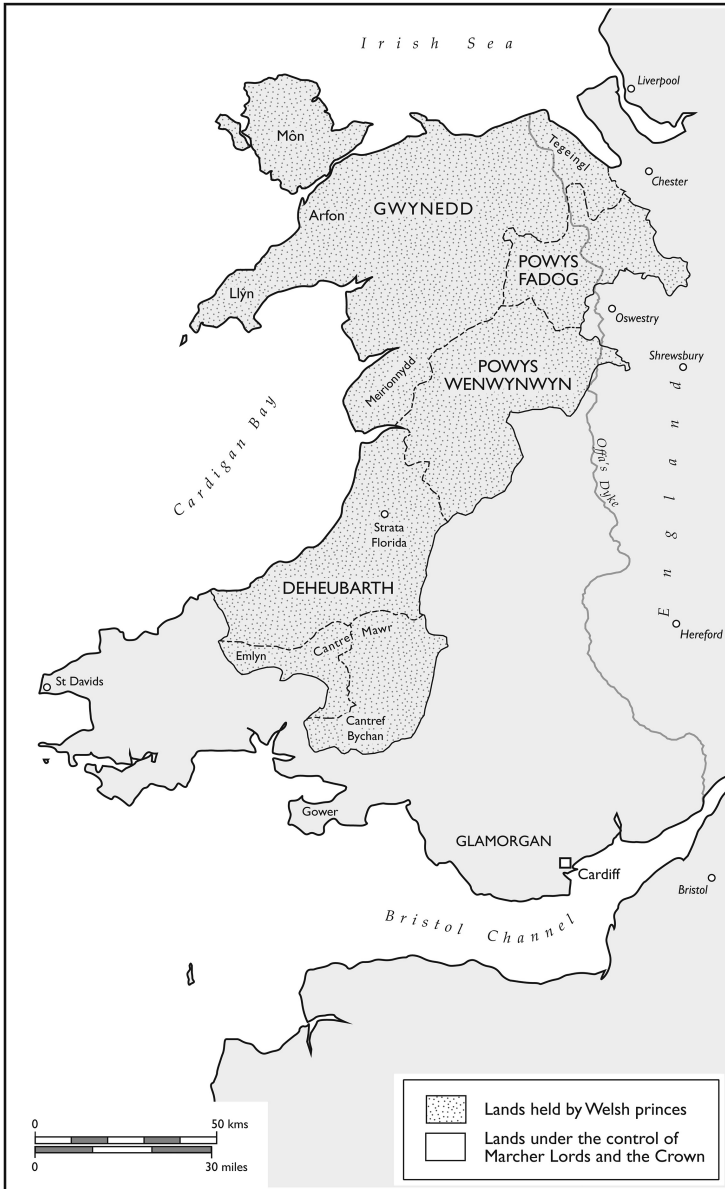 Irish Sea
Liverpool
Môn
Tegeingl
Chester
Arfon
GWYNEDD
POWYS
FADOG
Llŷn
Oswestry
Shrewsbury
POWYS
WENWYNWYN
Meirionnydd
Cardigan Bay
Offa's Dyke
England
Strata
Florida
DEHEUBARTH
Hereford
Cantref Mawr
Emlyn
St Davids
Cantref
Bychan
Gower
GLAMORGAN
Cardiff
Bristol
Bristol Channel
Lands held by Welsh princes
Lands under the control of
Marcher Lords and the Crown
0 50 kms
0 30 miles